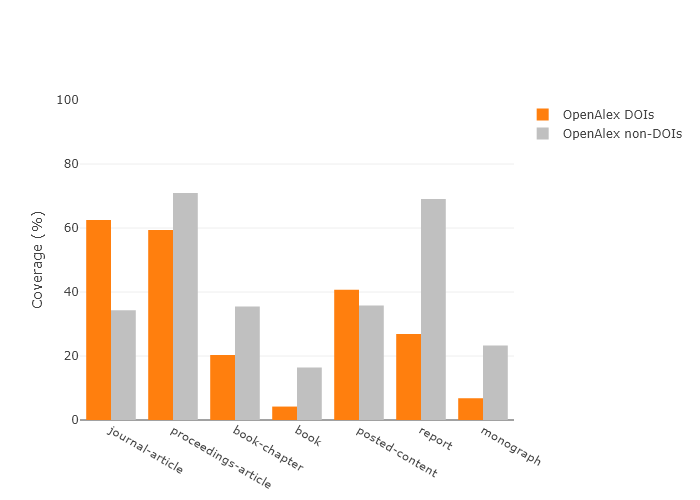 100
80
60
40
20
0
Coverage (%)
journal-article
proceedings-article
book-chapter
book
posted-content
report
monograph
OpenAlex DOIs
OpenAlex non-DOIs